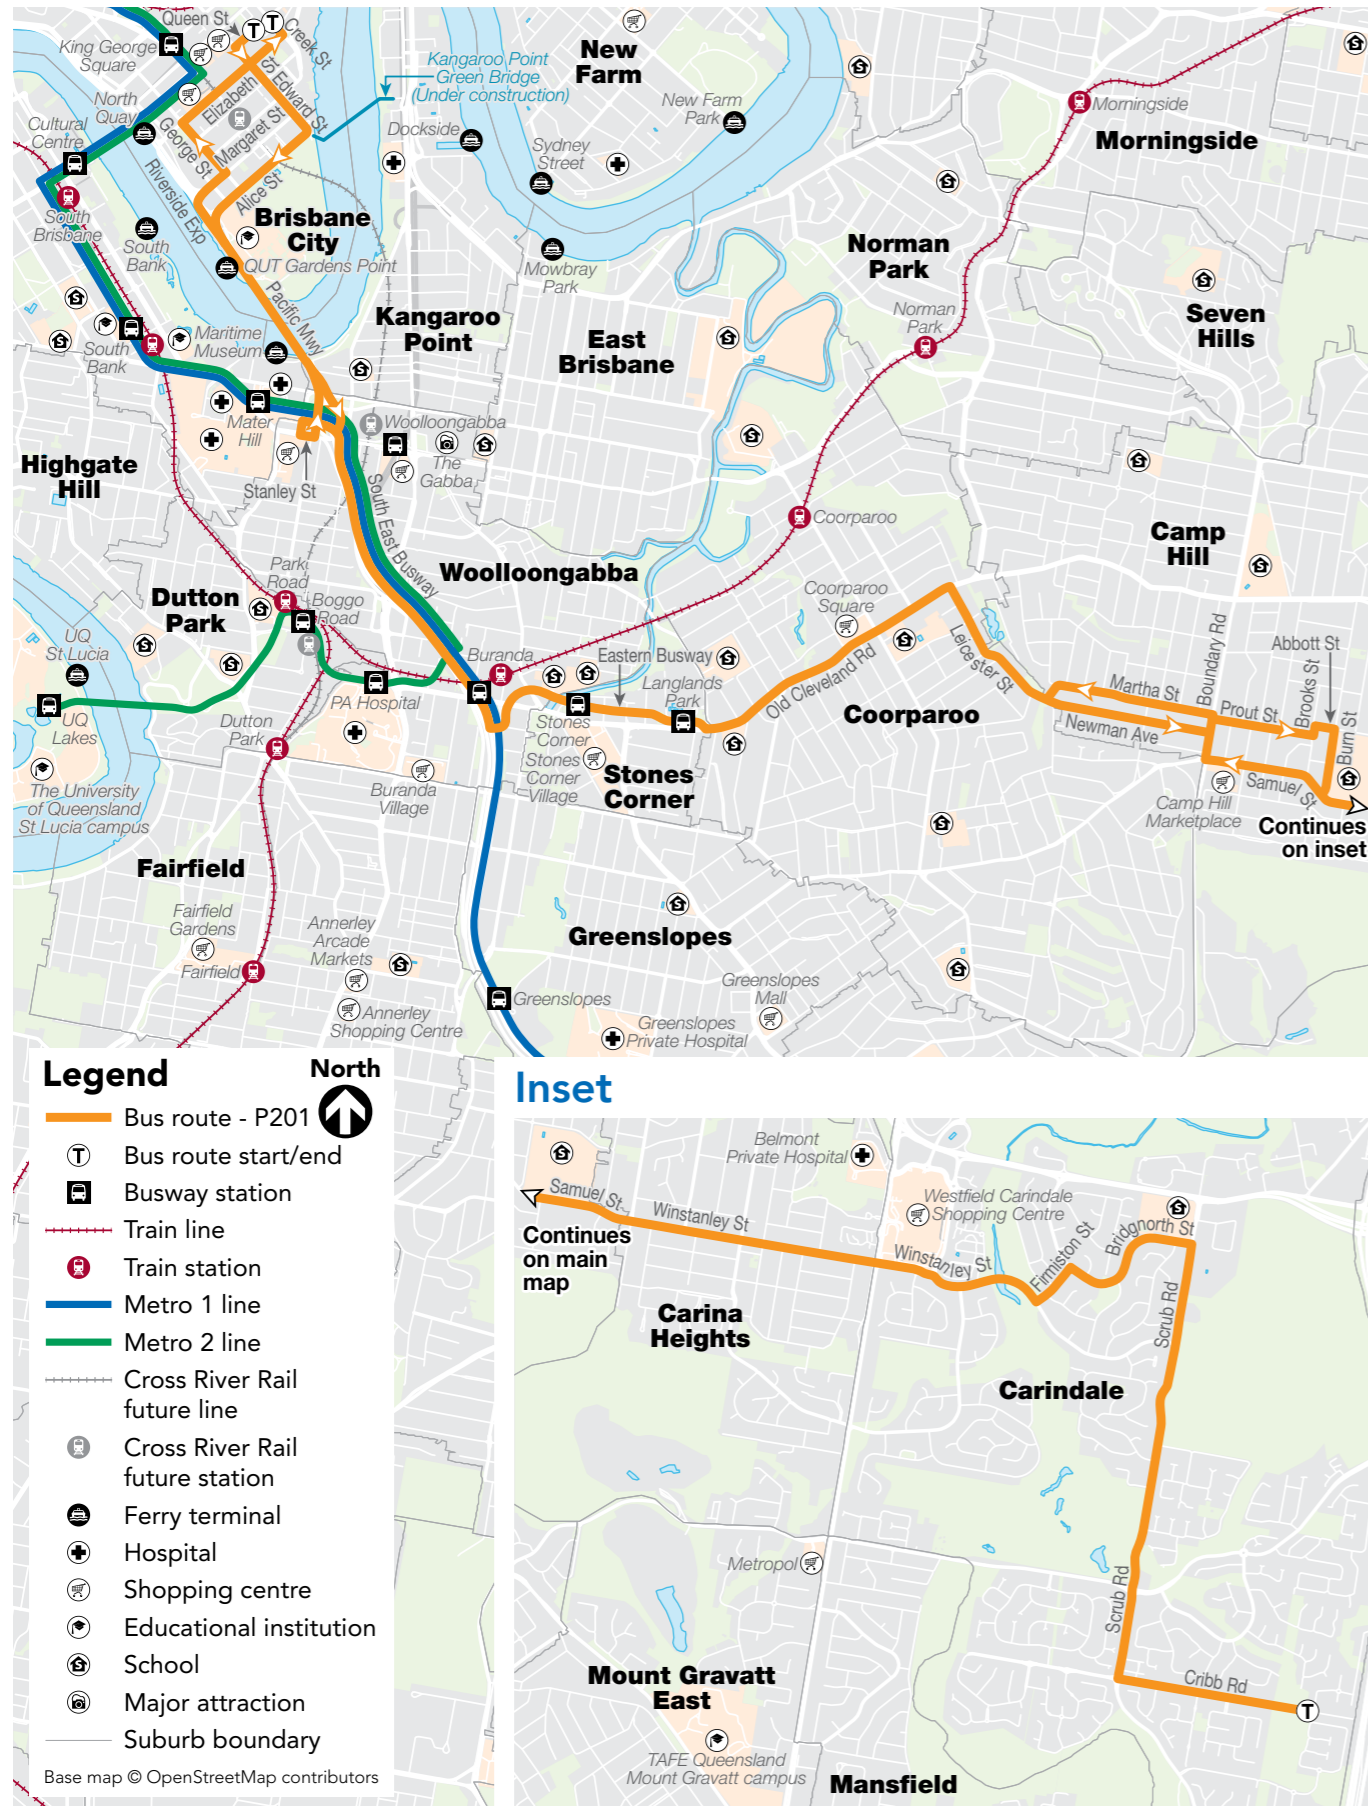 Queen St
T
T
Creek St
King George
Square
New
Farm
Kangaroo Point
Green Bridge
(Under construction)
Elizabeth St
Edward St
North
Quay
New Farm
Park
Morningside
Morningside
Cultural
Centre
George St
Margaret St
Dockside
Sydney
Street
Riverside Exp
Alice St
South
Brisbane
Brisbane
City
South
Bank
QUT Gardens Point
Mowbray
Park
Norman
Park
Pacific Mwy
Kangaroo
Point
Norman
Park
Seven
Hills
Maritime
Museum
East
Brisbane
South
Bank
Mater
Hill
Woolloongabba
The
Gabba
Highgate
Hill
Stanley St
South East Busway
Coorparoo
Camp
Hill
Park
Road
Woolloongabba
Dutton
Park
Boggo
Road
Coorparoo
Square
UQ
St Lucia
Leicester St
Boundary Rd
Abbott St
Buranda
Eastern Busway
Langlands
Park
Old Cleveland Rd
Martha St
Prout St
Brooks St
Burn St
UQ
Lakes
PA Hospital
Stones
Corner
Coorparoo
Newman Ave
Dutton
Park
Stones
Corner
Village
Stones
Corner
Samuel St
The University
of Queensland
St Lucia campus
Buranda
Village
Camp Hill
Marketplace
Continues
on inset
Fairfield
Fairfield
Gardens
Annerley
Arcade
Markets
Greenslopes
Fairfield
Greenslopes
Greenslopes
Mall
Annerley
Shopping Centre
Greenslopes
Private Hospital
Legend
North
Bus route - P201
T
Bus route start/end
Busway station
Train line
Train station
Metro 1 line
Metro 2 line
Cross River Rail
future line
Cross River Rail
future station
Ferry terminal
Hospital
Shopping centre
Educational institution
School
Major attraction
Suburb boundary
Base map © OpenStreetMap contributors
Inset
Belmont
Private Hospital
Samuel St
Winstanley St
Westfield Carindale
Shopping Centre
Continues
on main
map
Winstanley St
Firmiston St
Bridgnorth St
Carina
Heights
Scrub Rd
Carindale
Metropol
Scrub Rd
Mount Gravatt
East
Cribb Rd
T
TAFE Queensland
Mount Gravatt campus
Mansfield